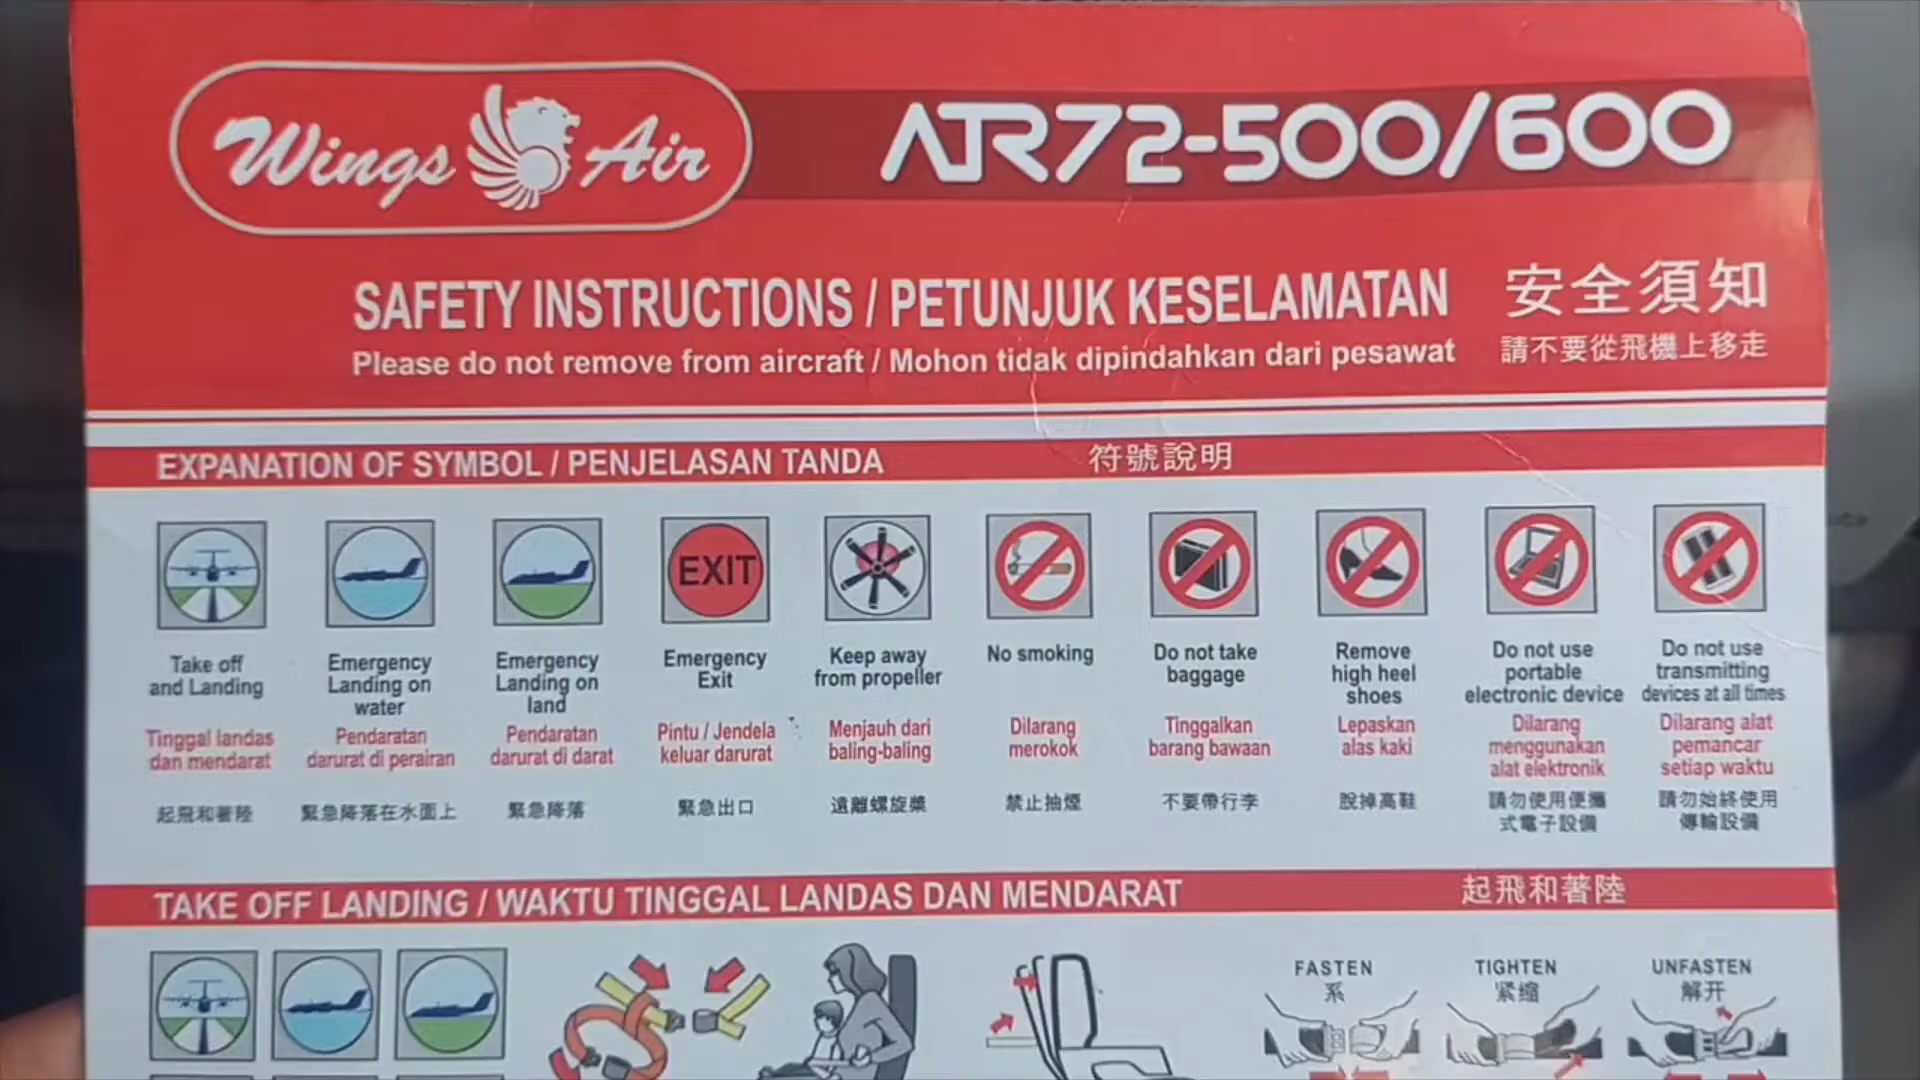 Wings Air
ATR72-500/600
SAFETY INSTRUCTIONS / PETUNJUK KESELAMATAN 安全須知
Please do not remove from aircraft / Mohon tidak dipindahkan dari pesawat 請不要從飛機上移走
EXPANATION OF SYMBOL / PENJELASAN TANDA 符號說明
EXIT
Take off
and Landing
Tinggal landas
dan mendarat
起飛和著陸
Emergency
Landing on
water
Pendaratan
darurat di perairan
緊急降落在水面上
Emergency
Landing on
land
Pendaratan
darurat di darat
緊急降落
Emergency
Exit
Pintu / Jendela
keluar darurat
緊急出口
Keep away
from propeller
Menjauh dari
baling-baling
遠離螺旋槳
No smoking
Dilarang
merokok
禁止抽煙
Do not take
baggage
Tinggalkan
barang bawaan
不要帶行李
Remove
high heel
shoes
Lepaskan
alas kaki
脫掉高鞋
Do not use
portable
electronic device
Dilarang
menggunakan
alat elektronik
請勿使用便攜
式電子設備
Do not use
transmitting
devices at all times
Dilarang alat
pemancar
setiap waktu
請勿始終使用
傳輸設備
TAKE OFF LANDING / WAKTU TINGGAL LANDAS DAN MENDARAT 起飛和著陸
FASTEN
系
TIGHTEN
紧缩
UNFASTEN
解开